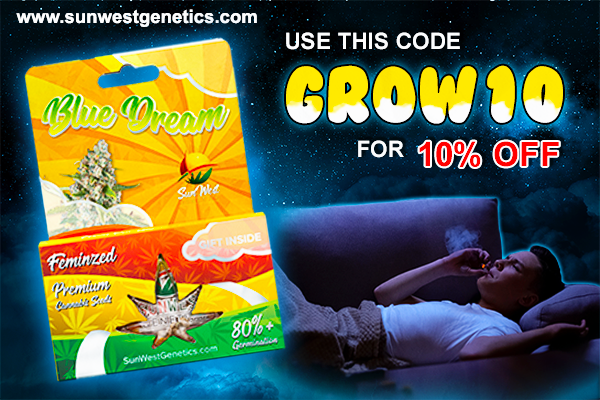 www.sunwestgenetics.com
USE THIS CODE
GROW10
FOR 10% OFF
Blue Dream
Sun West
GIFT INSIDE
Feminzed
Premium
Cannabis Seeds
80%+
Germination
SunWestGenetics.com